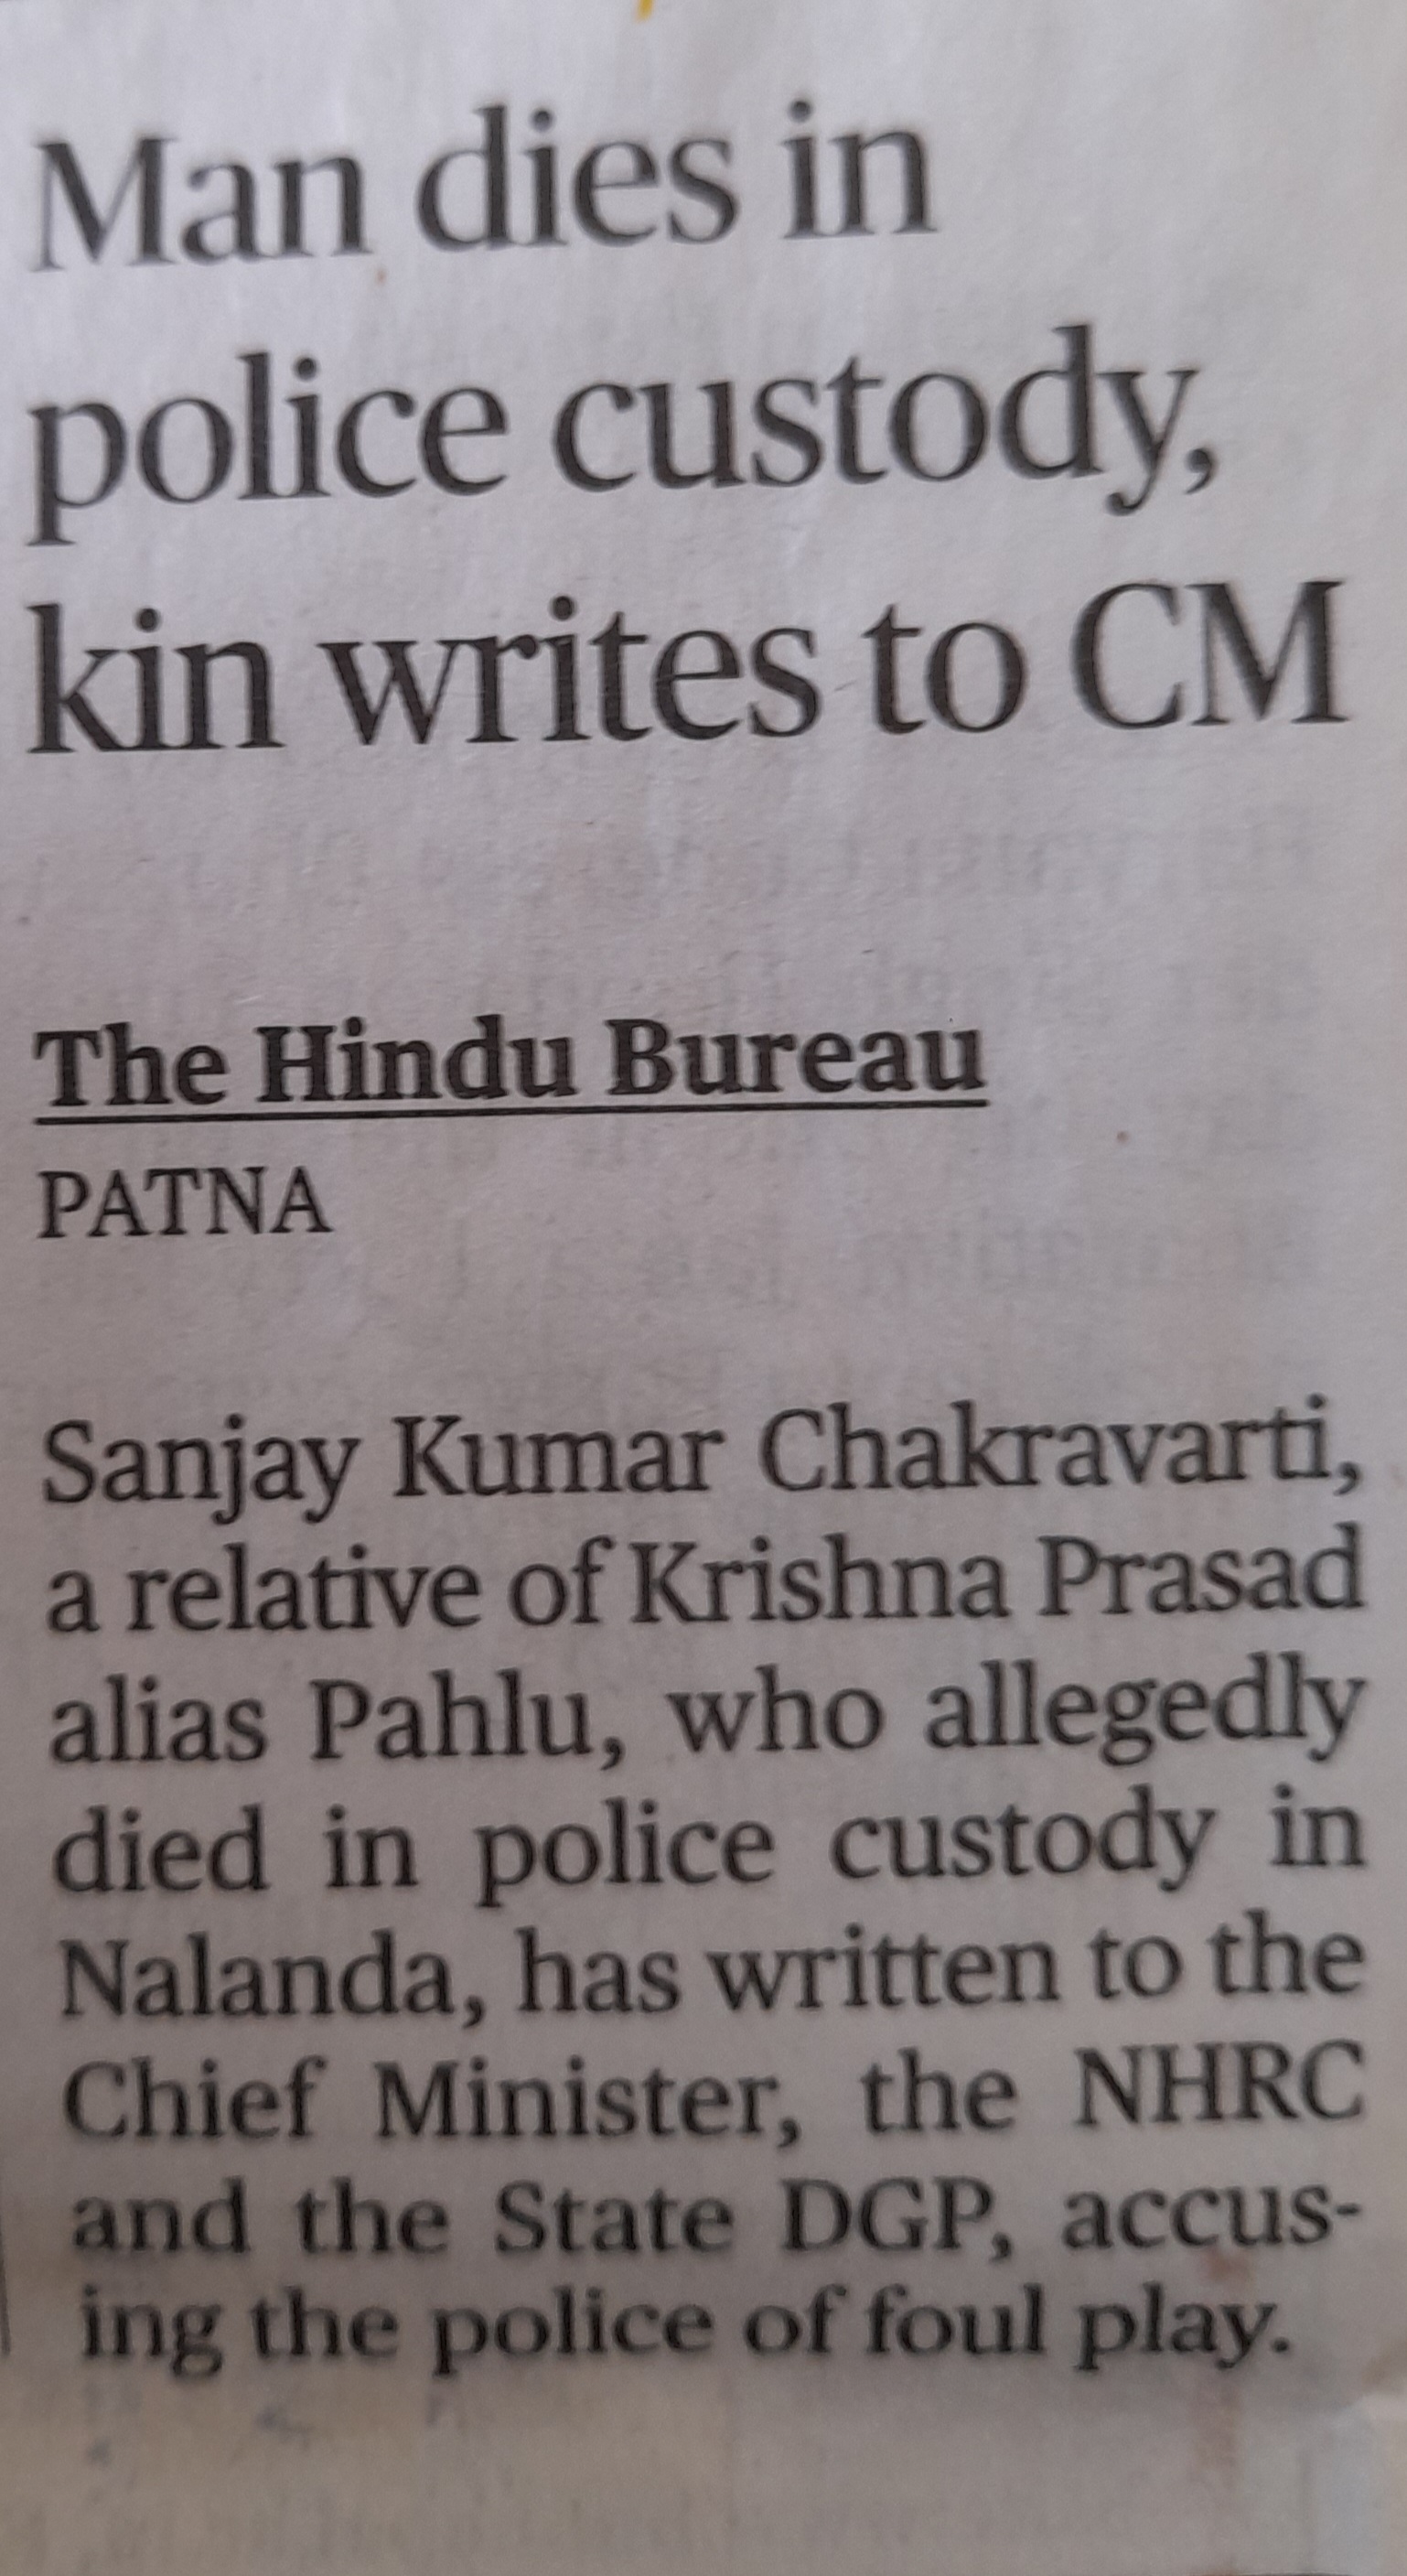 Man dies in
police custody,
kin writes to CM
The Hindu Bureau
PATNA
Sanjay Kumar Chakravarti,
a relative of Krishna Prasad
alias Pahlu, who allegedly
died in police custody in
Nalanda, has written to the
Chief Minister, the NHRC
and the State DGP, accus-
ing the police of foul play.